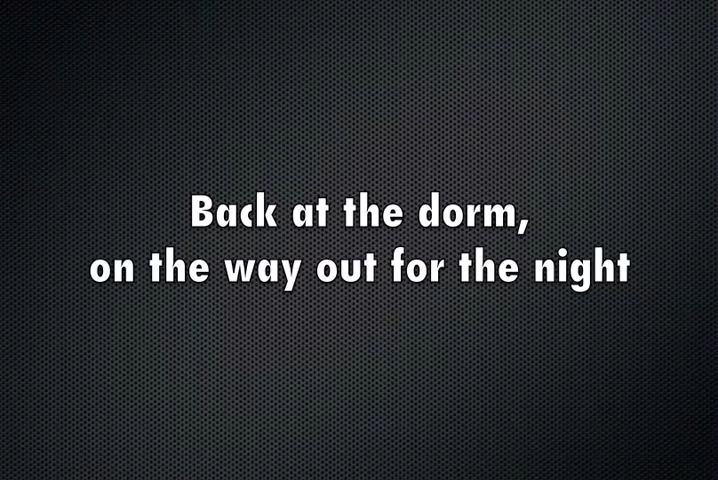 Back at the dorm,
on the way out for the night